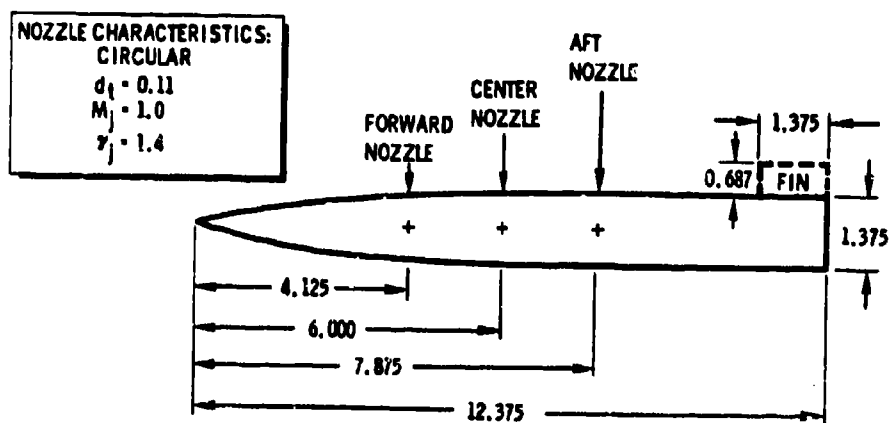 NOZZLE CHARACTERISTICS:
CIRCULAR
dt = 0.11
Mj = 1.0
γj = 1.4
FORWARD
NOZZLE
CENTER
NOZZLE
AFT
NOZZLE
1.375
0.687
FIN
1.375
+ + +
4.125
6.000
7.875
12.375